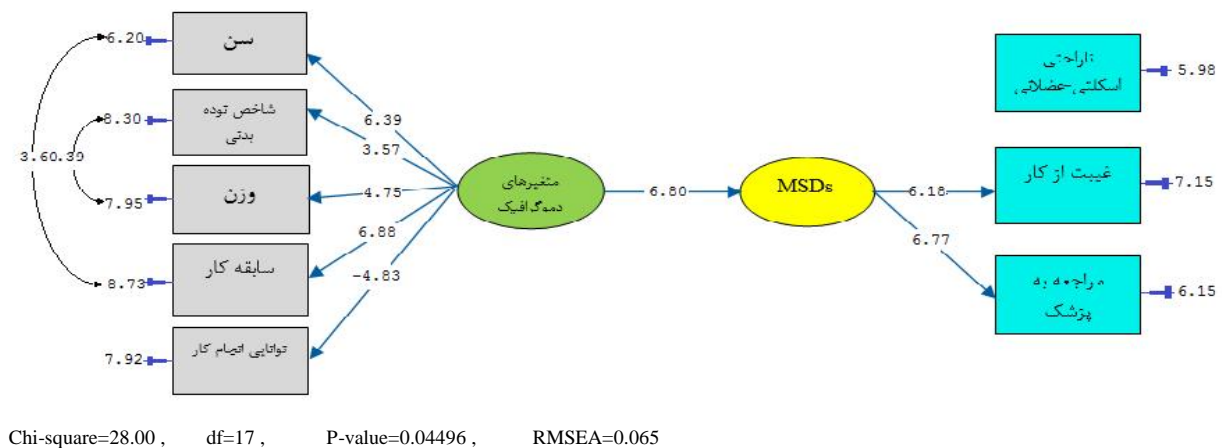 6.20
سن
6.39
8.30
شاخص توده
بدنی
3.57
3.60.39
7.95
وزن
4.75
8.73
سابقه کار
6.88
7.92
توانایی انجام کار
-4.83
متغیرهای
دموگرافیک
6.80
MSDs
6.18
6.77
ناراحتی
اسکلتی-عضلانی
5.98
غیبت از کار
7.15
مراجعه به
پزشک
6.15
Chi-square=28.00 , df=17 , P-value=0.04496 , RMSEA=0.065